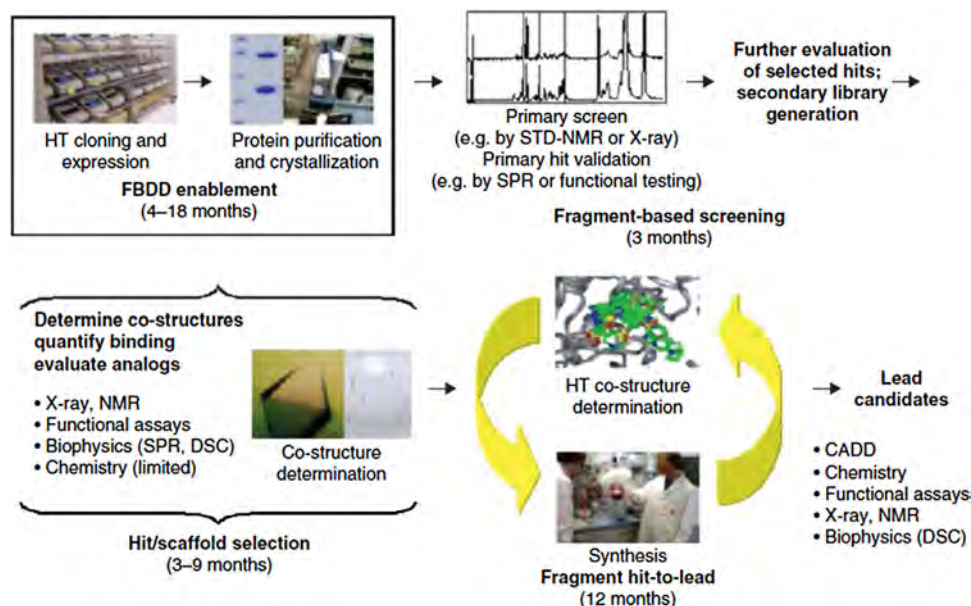 HT cloning and
expression
Protein purification
and crystallization
FBDD enablement
(4–18 months)
Primary screen
(e.g. by STD-NMR or X-ray)
Primary hit validation
(e.g. by SPR or functional testing)
Fragment-based screening
(3 months)
Further evaluation
of selected hits;
secondary library
generation
Determine co-structures
quantify binding
evaluate analogs
• X-ray, NMR
• Functional assays
• Biophysics (SPR, DSC)
• Chemistry (limited)
Co-structure
determination
Hit/scaffold selection
(3–9 months)
HT co-structure
determination
Synthesis
Fragment hit-to-lead
(12 months)
Lead
candidates
• CADD
• Chemistry
• Functional assays
• X-ray, NMR
• Biophysics (DSC)